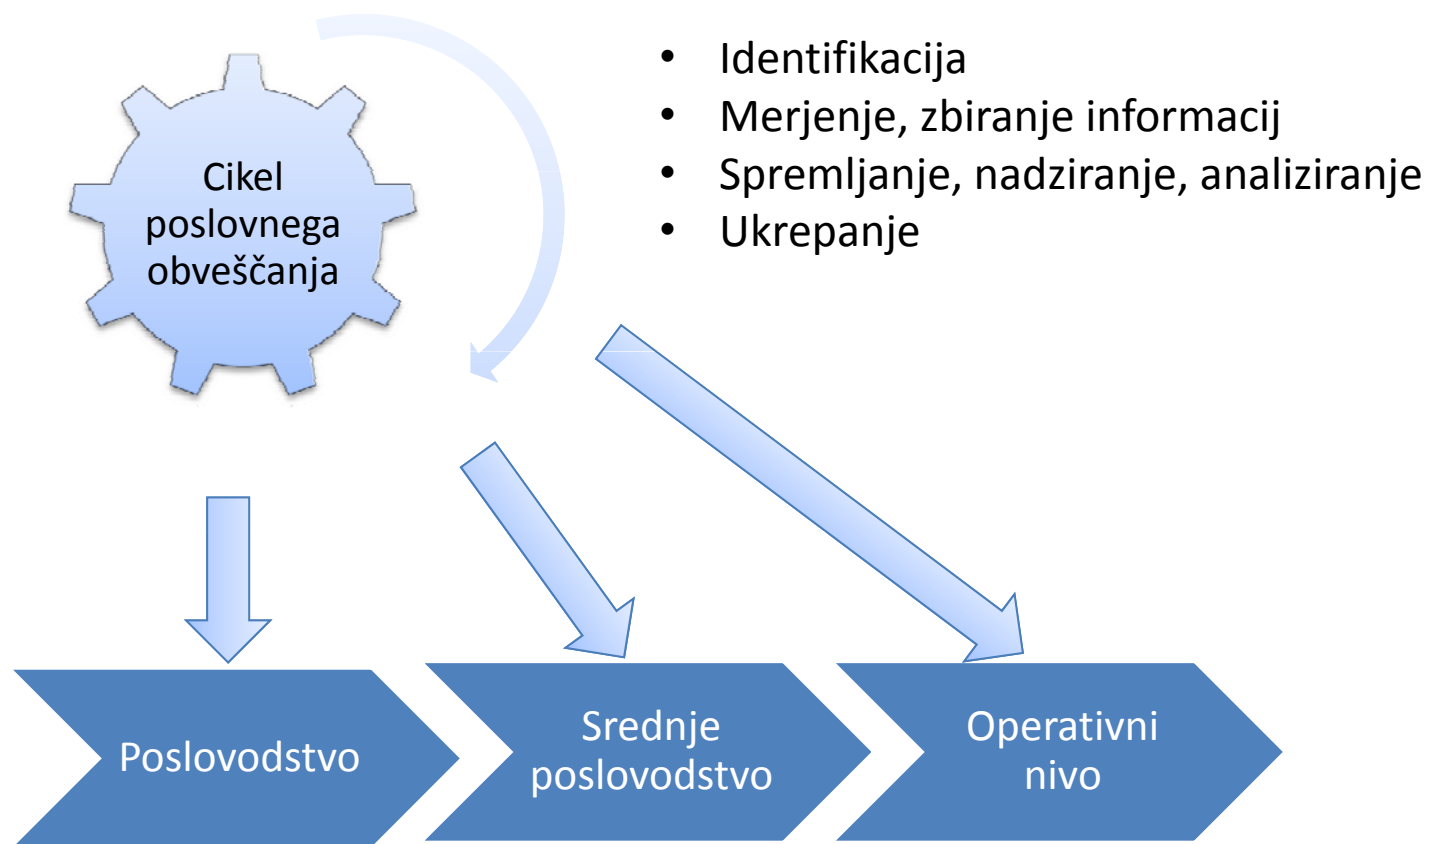 Cikel
poslovnega
obveščanja
• Identifikacija
• Merjenje, zbiranje informacij
• Spremljanje, nadziranje, analiziranje
• Ukrepanje
Poslovodstvo
Srednje
poslovodstvo
Operativni
nivo